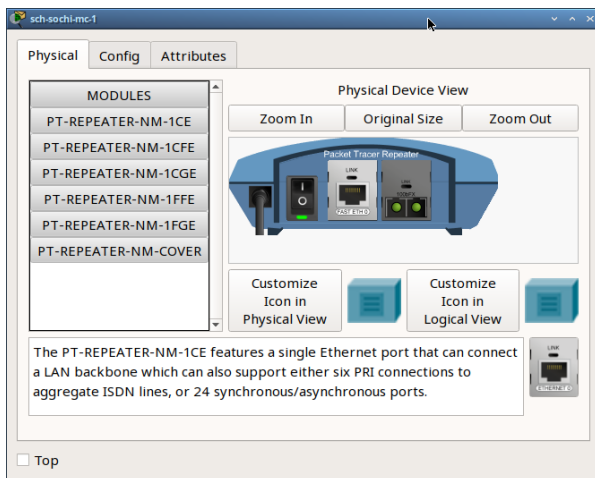 sch-sochi-mc-1
Physical
Config
Attributes
MODULES
PT-REPEATER-NM-1CE
PT-REPEATER-NM-1CFE
PT-REPEATER-NM-1CGE
PT-REPEATER-NM-1FFE
PT-REPEATER-NM-1FGE
PT-REPEATER-NM-COVER
Physical Device View
Zoom In
Original Size
Zoom Out
Packet Tracer Repeater
LINK
FAST ETH 0
LINK
100bFX
Customize
Icon in
Physical View
Customize
Icon in
Logical View
The PT-REPEATER-NM-1CE features a single Ethernet port that can connect
a LAN backbone which can also support either six PRI connections to
aggregate ISDN lines, or 24 synchronous/asynchronous ports.
LINK
ETHERNET 0
Top